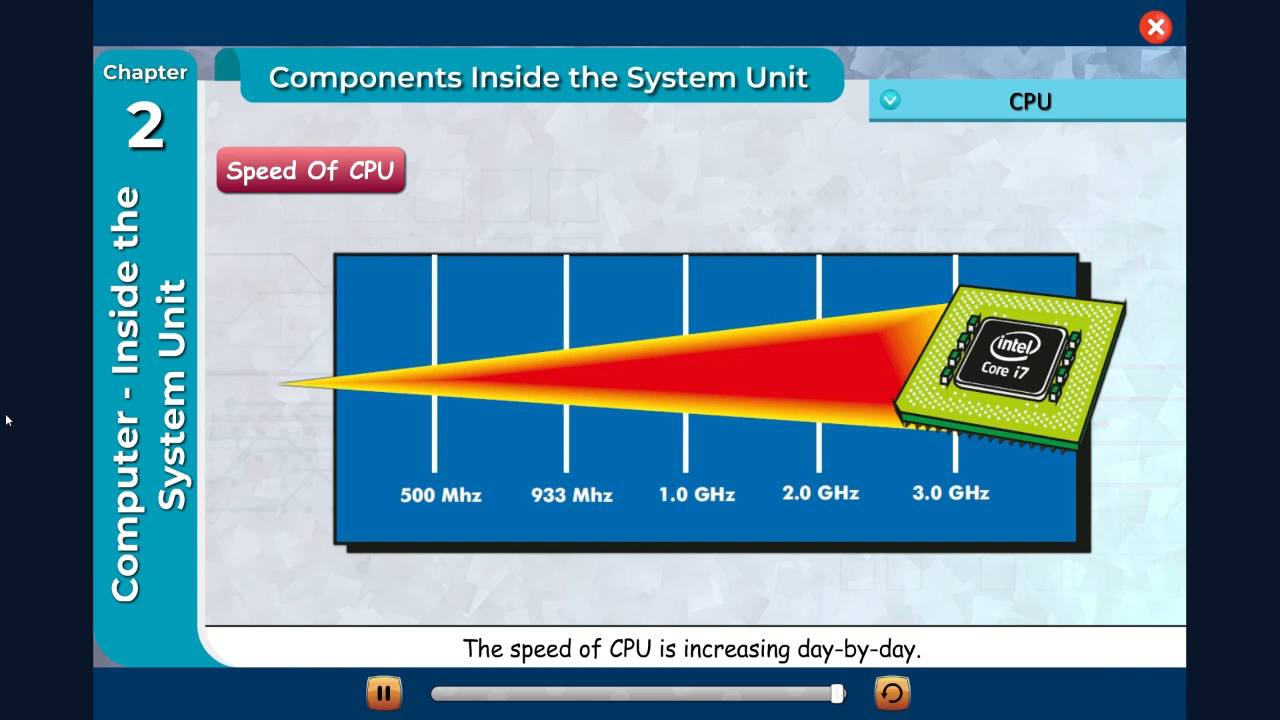 Chapter
2
Computer - Inside the
System Unit
Components Inside the System Unit
CPU
Speed Of CPU
intel
Core i7
500 Mhz
933 Mhz
1.0 GHz
2.0 GHz
3.0 GHz
The speed of CPU is increasing day-by-day.